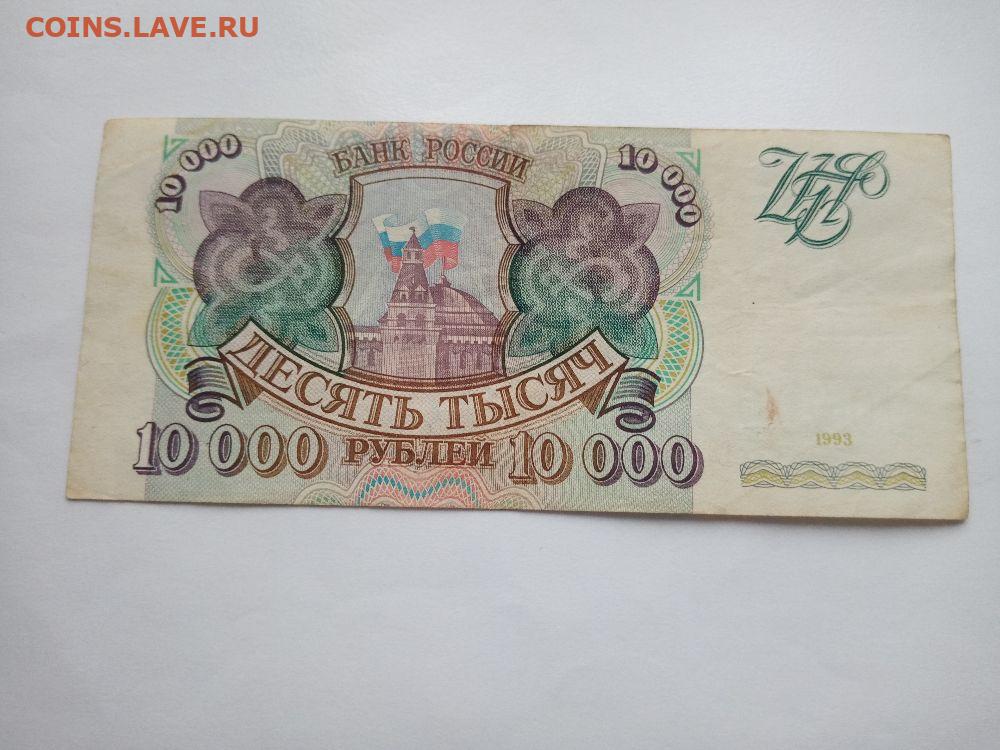 COINS.LAVE.RU
10 000
БАНК РОССИИ
10 000
ДЕСЯТЬ ТЫСЯЧ
10 000 РУБЛЕЙ 10 000
1993